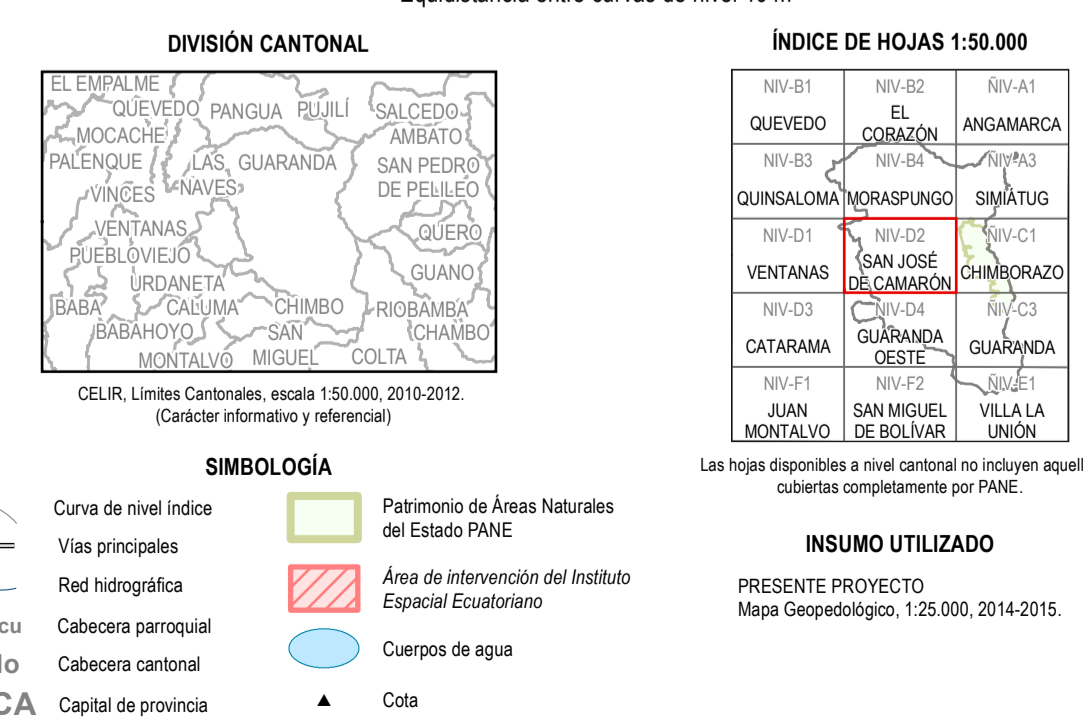 DIVISIÓN CANTONAL
EL EMPALME
QUEVEDO PANGUA PUJILÍ SALCEDO
MOCACHE AMBATO
PALENQUE LAS GUARANDA SAN PEDRO
VINCES NAVES DE PELILEO
VENTANAS QUERO
PUEBLOVIEJO GUANO
URDANETA
BABA CALUMA CHIMBO RIOBAMBA
BABAHOYO SAN CHAMBO
MONTALVO MIGUEL COLTA
CELIR, Límites Cantonales, escala 1:50.000, 2010-2012.
(Carácter informativo y referencial)
ÍNDICE DE HOJAS 1:50.000
NIV-B1 NIV-B2 ÑIV-A1
QUEVEDO EL CORAZÓN ANGAMARCA
NIV-B3 NIV-B4 ÑIV-A3
QUINSALOMA MORASPUNGO SIMIÁTUG
NIV-D1 NIV-D2 ÑIV-C1
VENTANAS SAN JOSÉ DE CAMARÓN CHIMBORAZO
NIV-D3 NIV-D4 ÑIV-C3
CATARAMA GUARANDA OESTE GUARANDA
NIV-F1 NIV-F2 ÑIV-E1
JUAN MONTALVO SAN MIGUEL DE BOLÍVAR VILLA LA UNIÓN
Las hojas disponibles a nivel cantonal no incluyen aquell
cubiertas completamente por PANE.
SIMBOLOGÍA
Curva de nivel índice
Vías principales
Red hidrográfica
cu Cabecera parroquial
lo Cabecera cantonal
CA Capital de provincia
Patrimonio de Áreas Naturales
del Estado PANE
Área de intervención del Instituto
Espacial Ecuatoriano
Cuerpos de agua
Cota
INSUMO UTILIZADO
PRESENTE PROYECTO
Mapa Geopedológico, 1:25.000, 2014-2015.